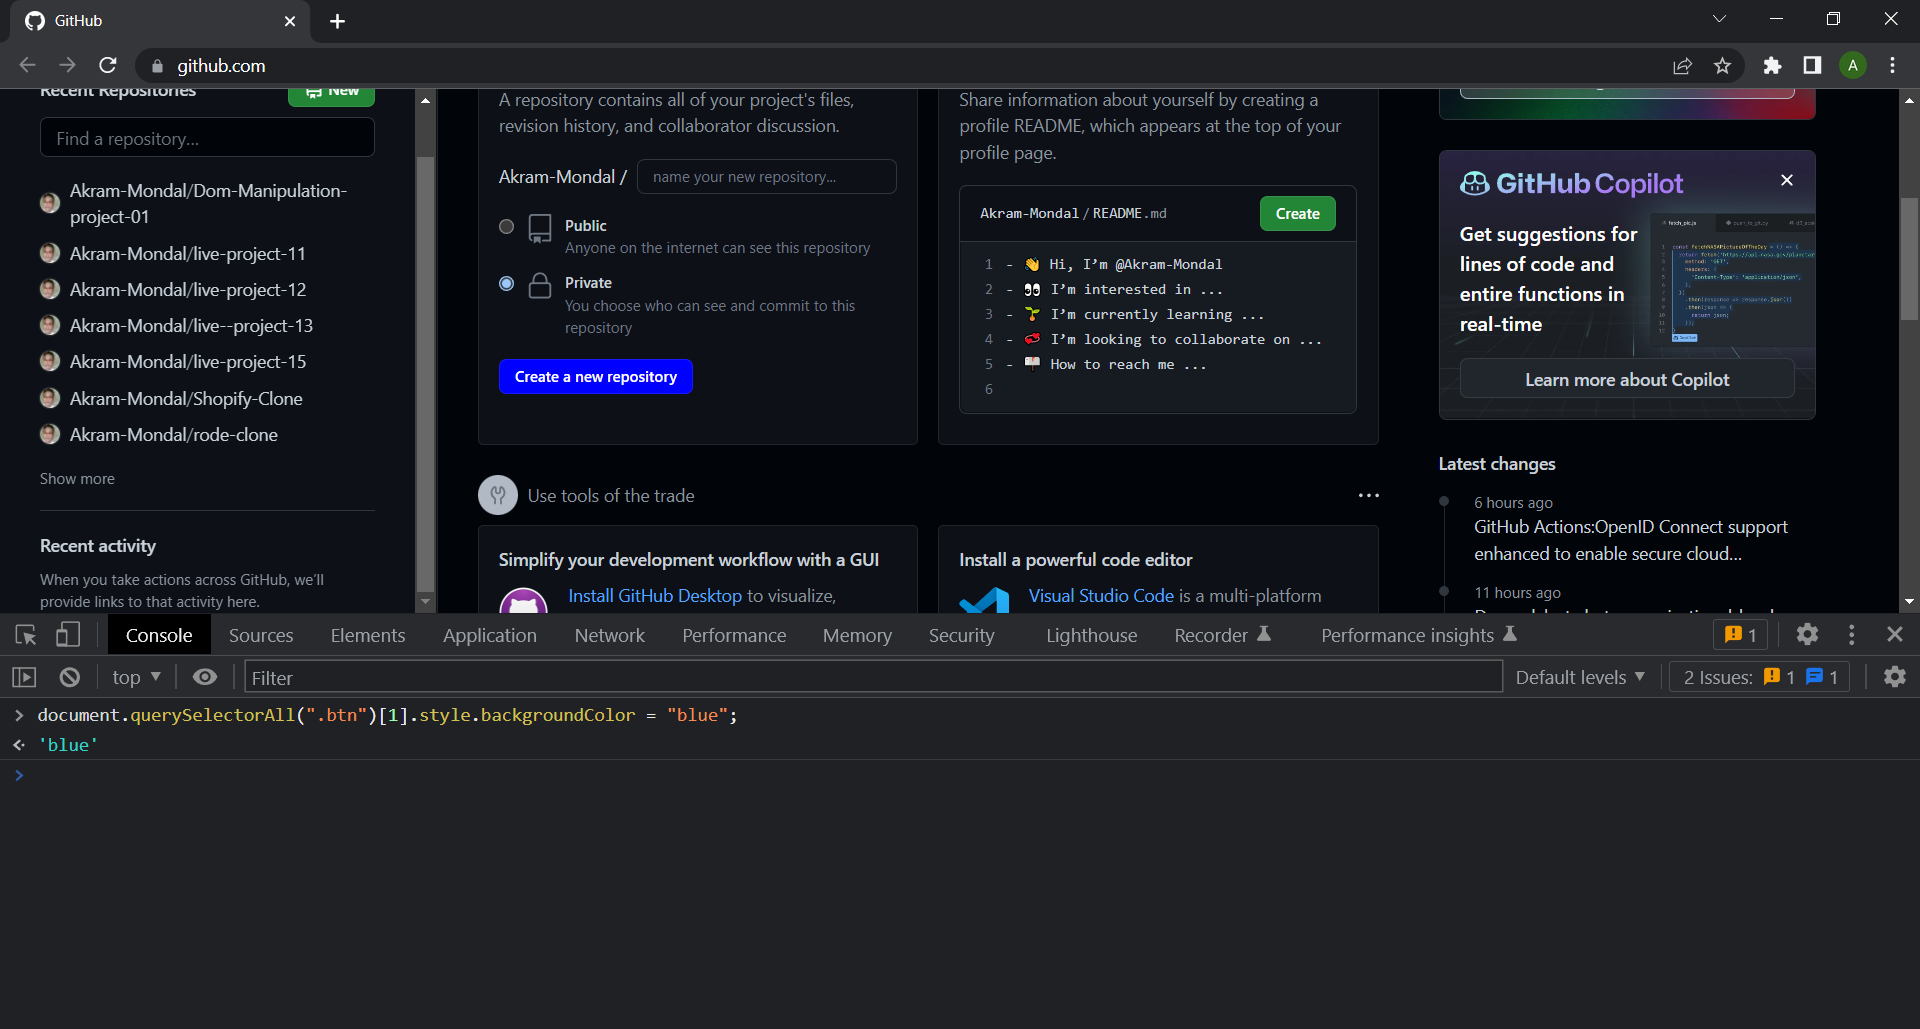 GitHub
github.com
Recent Repositories
New
Find a repository...
Akram-Mondal/Dom-Manipulation-
project-01
Akram-Mondal/live-project-11
Akram-Mondal/live-project-12
Akram-Mondal/live--project-13
Akram-Mondal/live-project-15
Akram-Mondal/Shopify-Clone
Akram-Mondal/rode-clone
Show more
Recent activity
When you take actions across GitHub, we'll
provide links to that activity here.
A repository contains all of your project's files,
revision history, and collaborator discussion.
Akram-Mondal / name your new repository...
Public
Anyone on the internet can see this repository
Private
You choose who can see and commit to this
repository
Create a new repository
Share information about yourself by creating a
profile README, which appears at the top of your
profile page.
Akram-Mondal / README.md
Create
1 - 👋 Hi, I’m @Akram-Mondal
2 - 👀 I’m interested in ...
3 - 🌱 I’m currently learning ...
4 - 💞️ I’m looking to collaborate on ...
5 - 📫 How to reach me ...
6
Use tools of the trade
Simplify your development workflow with a GUI
Install GitHub Desktop to visualize,
Install a powerful code editor
Visual Studio Code is a multi-platform
GitHub Copilot
Get suggestions for
lines of code and
entire functions in
real-time
Learn more about Copilot
Latest changes
6 hours ago
GitHub Actions:OpenID Connect support
enhanced to enable secure cloud...
11 hours ago
Console Sources Elements Application Network Performance Memory Security Lighthouse Recorder Performance insights 1
top Filter Default levels 2 Issues: 1 1
document.querySelectorAll(".btn")[1].style.backgroundColor = "blue";
'blue'
A